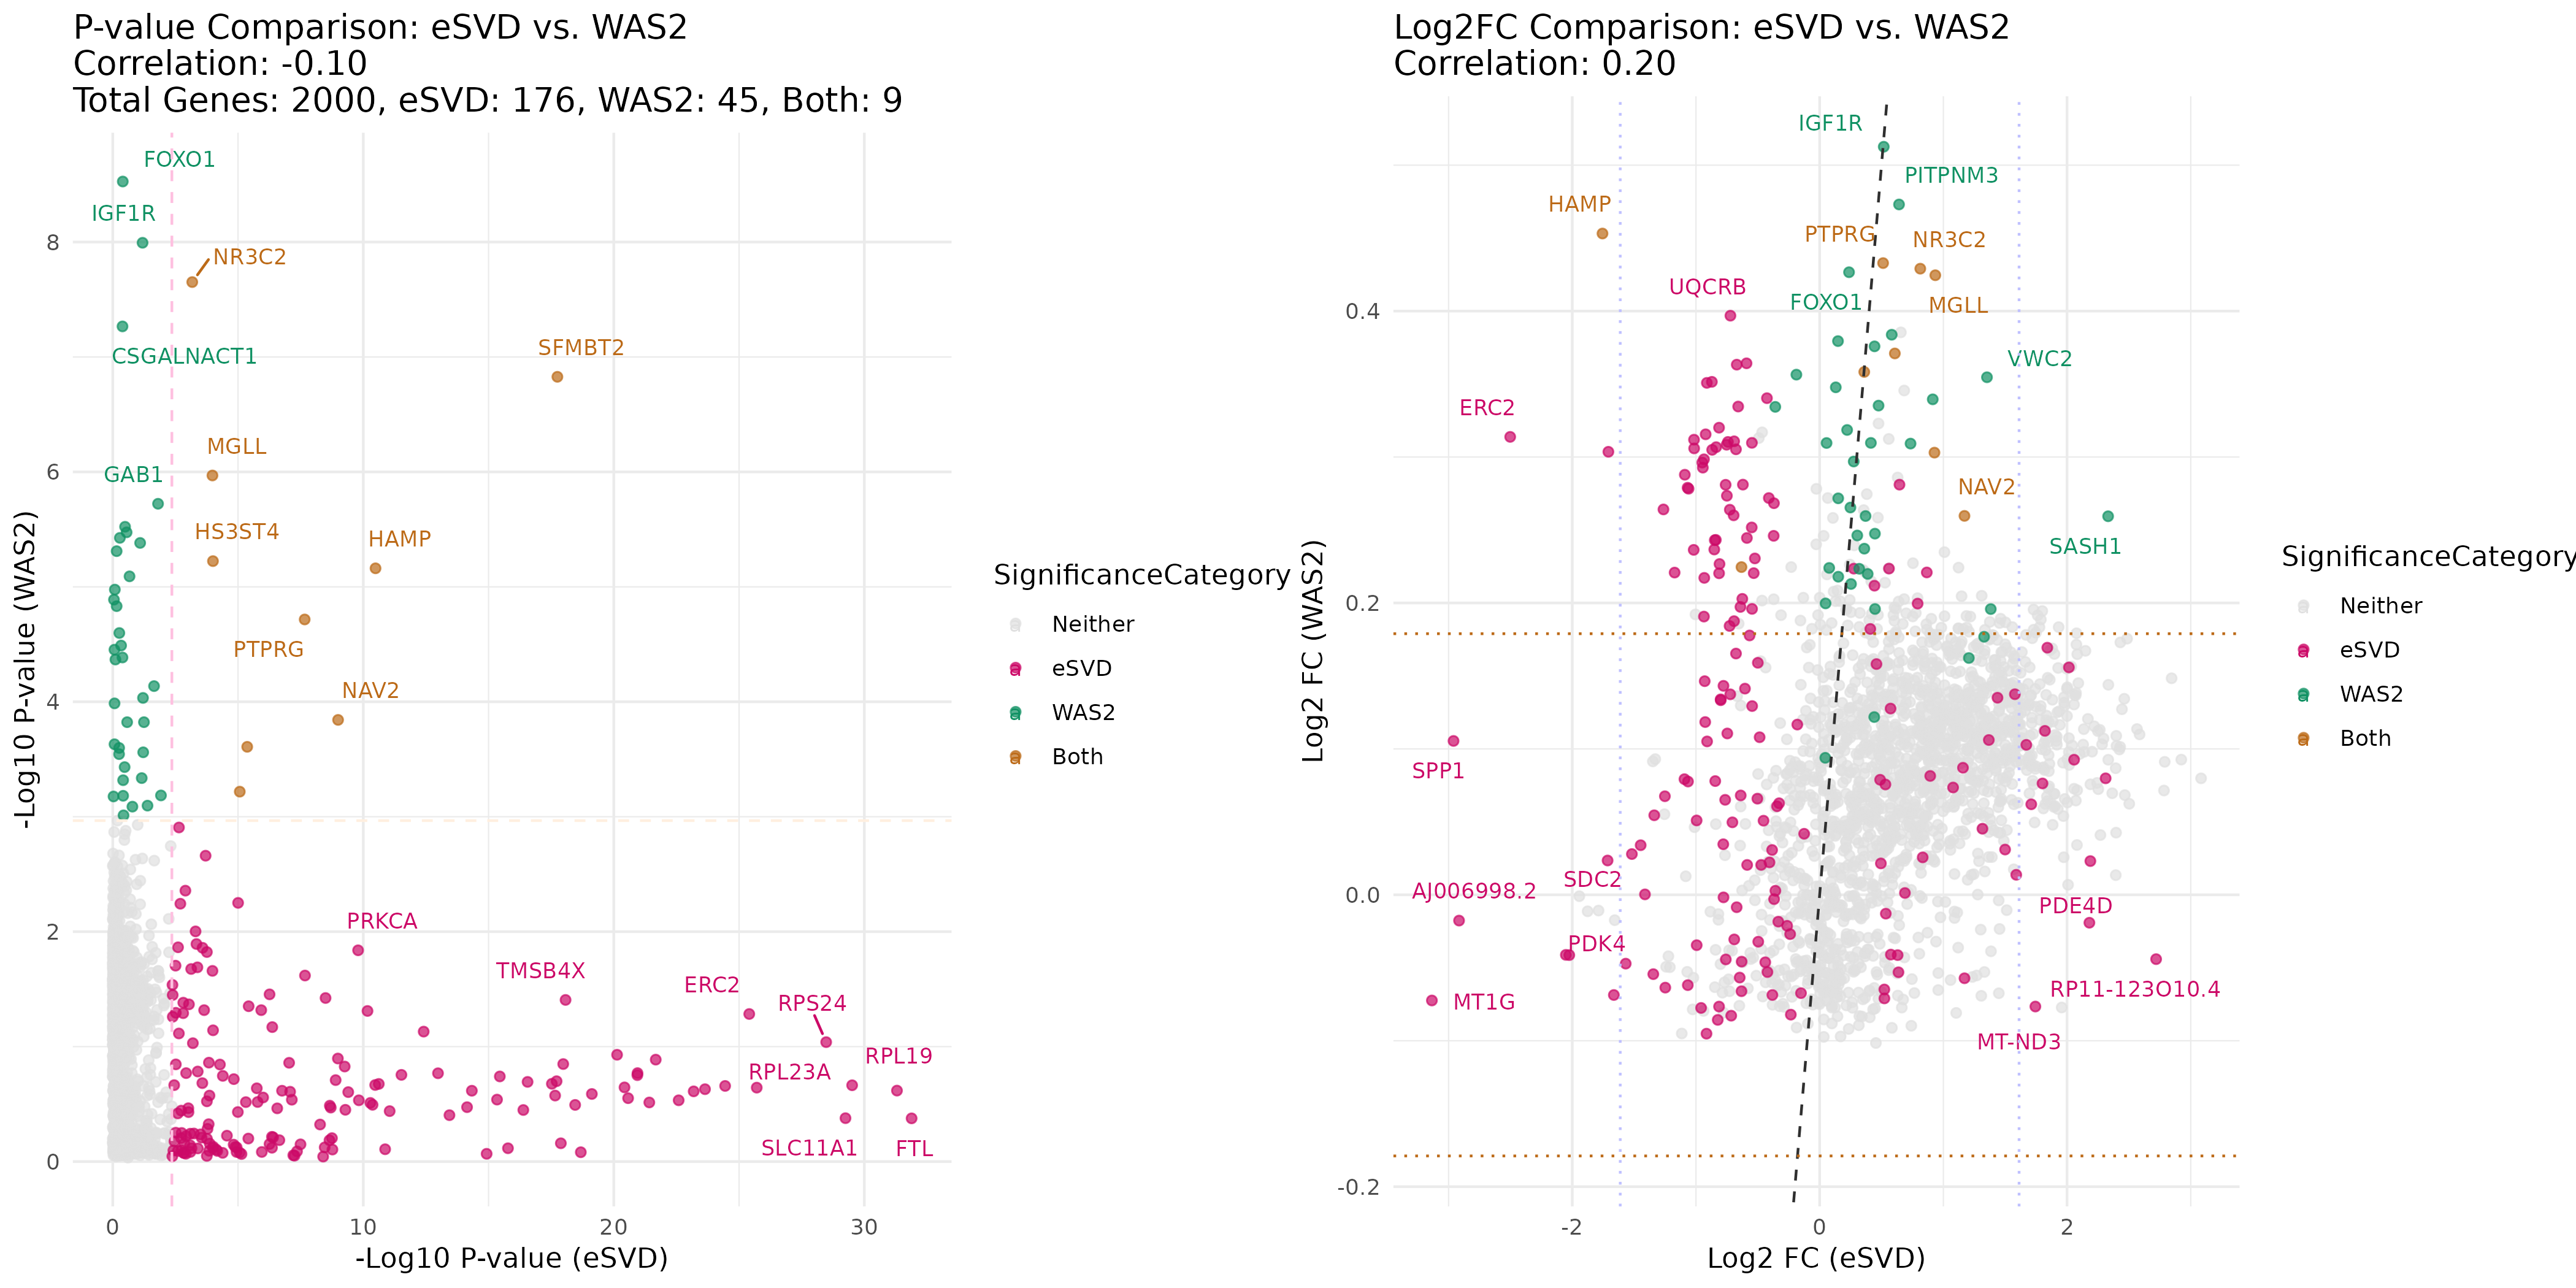 P-value Comparison: eSVD vs. WAS2
Correlation: -0.10
Total Genes: 2000, eSVD: 176, WAS2: 45, Both: 9
FOXO1
IGF1R
NR3C2
CSGALNACT1
SFMBT2
MGLL
GAB1
HS3ST4
HAMP
PTPRG
NAV2
PRKCA
TMSB4X
ERC2
RPS24
RPL19
RPL23A
SLC11A1
FTL
8
6
4
2
0
0
10
20
30
-Log10 P-value (WAS2)
-Log10 P-value (eSVD)
SignificanceCategory
Neither
eSVD
WAS2
Both
Log2FC Comparison: eSVD vs. WAS2
Correlation: 0.20
IGF1R
PITPNM3
HAMP
PTPRG
NR3C2
UQCRB
FOXO1
MGLL
VWC2
ERC2
NAV2
SASH1
SPP1
SDC2
AJ006998.2
PDE4D
PDK4
RP11-123O10.4
MT1G
MT-ND3
0.4
0.2
0.0
-0.2
-2
0
2
Log2 FC (WAS2)
Log2 FC (eSVD)
SignificanceCategory
Neither
eSVD
WAS2
Both